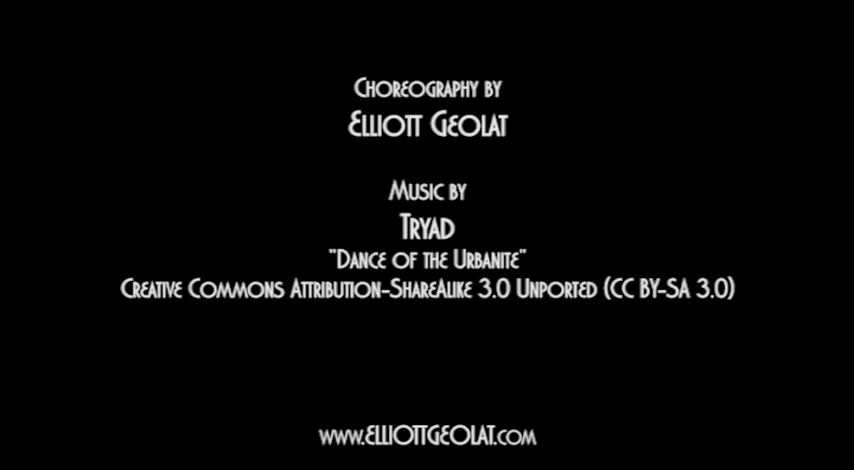 Choreography by
Elliott Geolat
Music by
Tryad
"Dance of the Urbanite"
Creative Commons Attribution-ShareAlike 3.0 Unported (CC BY-SA 3.0)
www.ELLIOTTGEOLAT.com